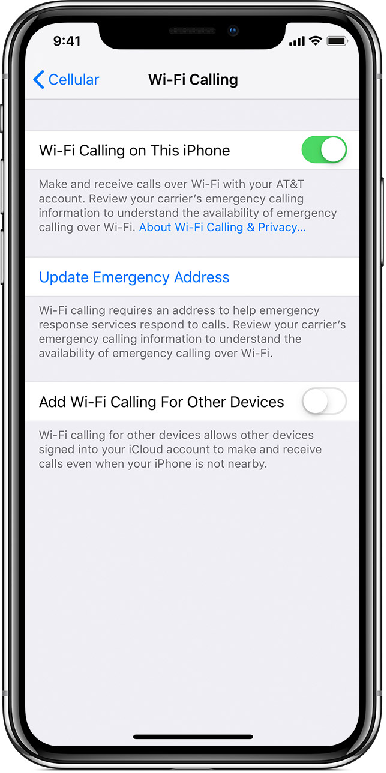 9:41
Cellular
Wi-Fi Calling
Wi-Fi Calling on This iPhone
Make and receive calls over Wi-Fi with your AT&T
account. Review your carrier's emergency calling
information to understand the availability of emergency
calling over Wi-Fi. About Wi-Fi Calling & Privacy...
Update Emergency Address
Wi-Fi calling requires an address to help emergency
response services respond to calls. Review your carrier's
emergency calling information to understand the
availability of emergency calling over Wi-Fi.
Add Wi-Fi Calling For Other Devices
Wi-Fi calling for other devices allows other devices
signed into your iCloud account to make and receive
calls even when your iPhone is not nearby.